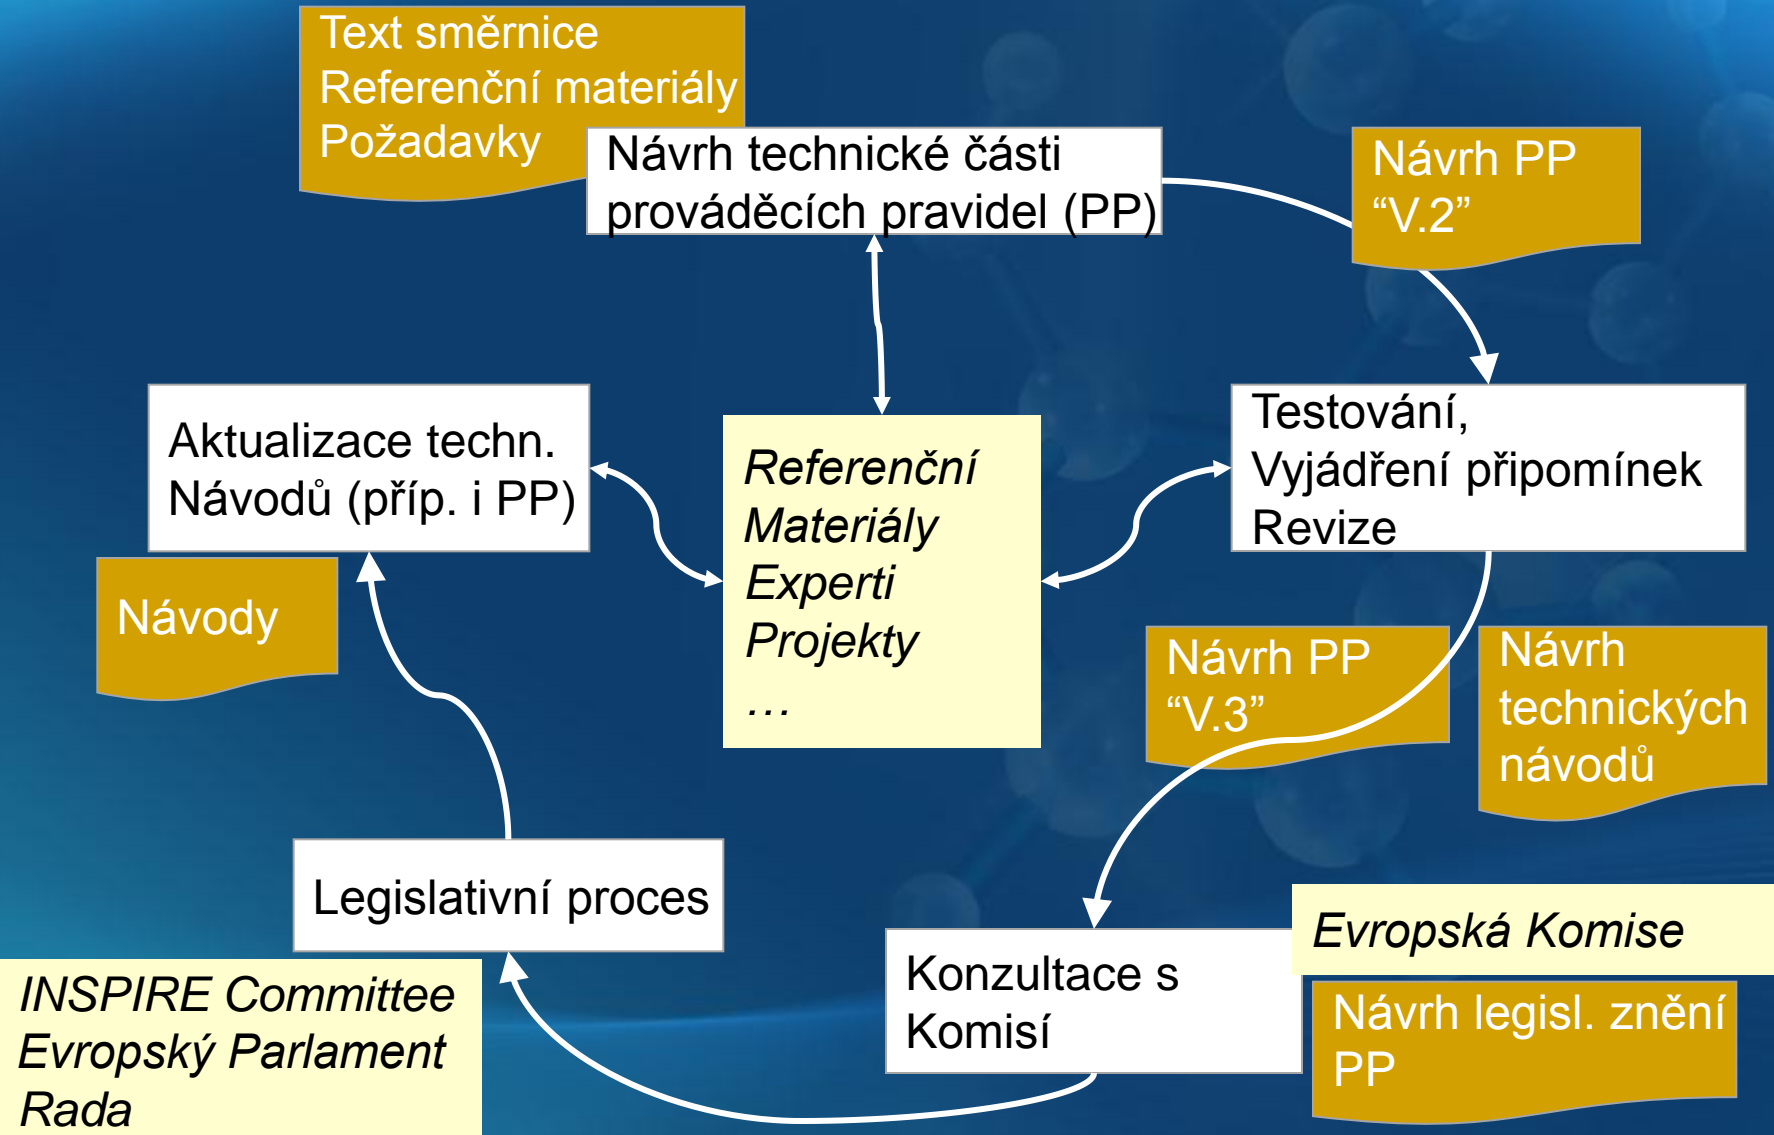 Text směrnice
Referenční materiály
Požadavky
Návrh technické části
prováděcích pravidel (PP)
Návrh PP
“V.2”
Testování,
Vyjádření připomínek
Revize
Aktualizace techn.
Návodů (příp. i PP)
Referenční
Materiály
Experti
Projekty
…
Návody
Návrh PP
“V.3”
Návrh
technických
návodů
Legislativní proces
Evropská Komise
Konzultace s
Komisí
Návrh legisl. znění
PP
INSPIRE Committee
Evropský Parlament
Rada